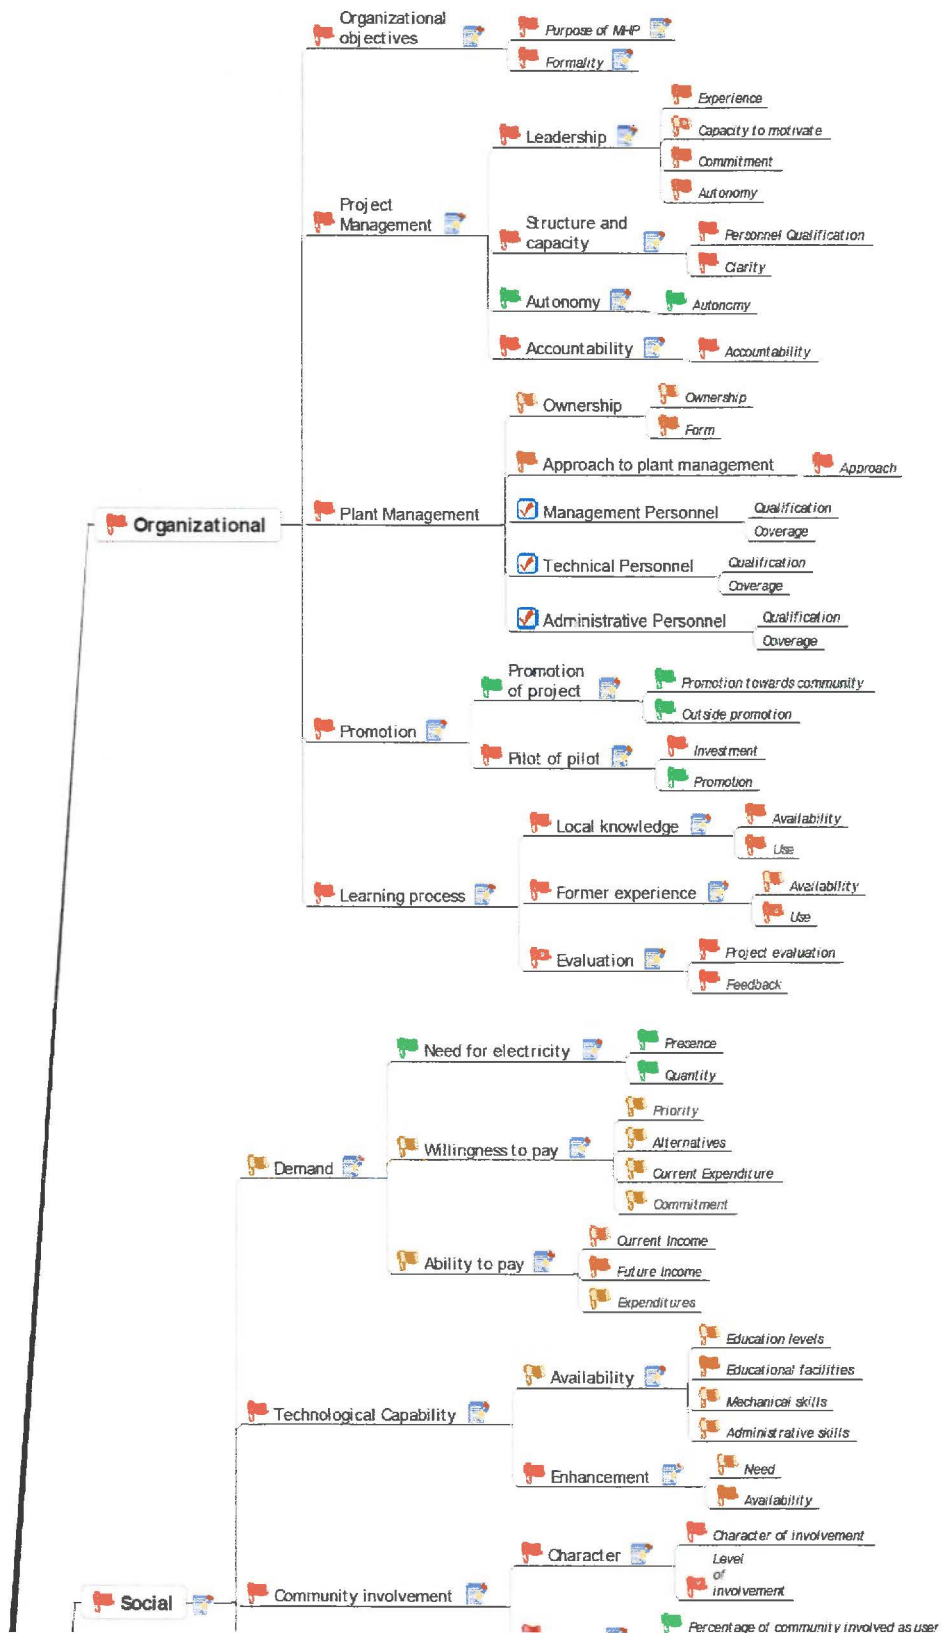 Organizational
objectives
Purpose of MHP
Formality
Experience
Capacity to motivate
Leadership
Commitment
Autonomy
Project
Management
Structure and
capacity
Personnel Qualification
Clarity
Autonomy
Autonomy
Accountability
Accountability
Ownership
Ownership
Form
Approach to plant management
Approach
Organizational
Plant Management
Management Personnel
Qualification
Coverage
Technical Personnel
Qualification
Coverage
Administrative Personnel
Qualification
Coverage
Promotion
Promotion
of project
Promotion towards community
Outside promotion
Pilot of pilot
Investment
Promotion
Learning process
Local knowledge
Availability
Use
Former experience
Availability
Use
Evaluation
Project evaluation
Feedback
Need for electricity
Presence
Quantity
Demand
Willingness to pay
Priority
Alternatives
Current Expenditure
Commitment
Ability to pay
Current Income
Future Income
Expenditures
Technological Capability
Availability
Education levels
Educational facilities
Mechanical skills
Administrative skills
Enhancement
Need
Availability
Social
Community involvement
Character
Character of involvement
Level
of
involvement
Percentage of community involved as user